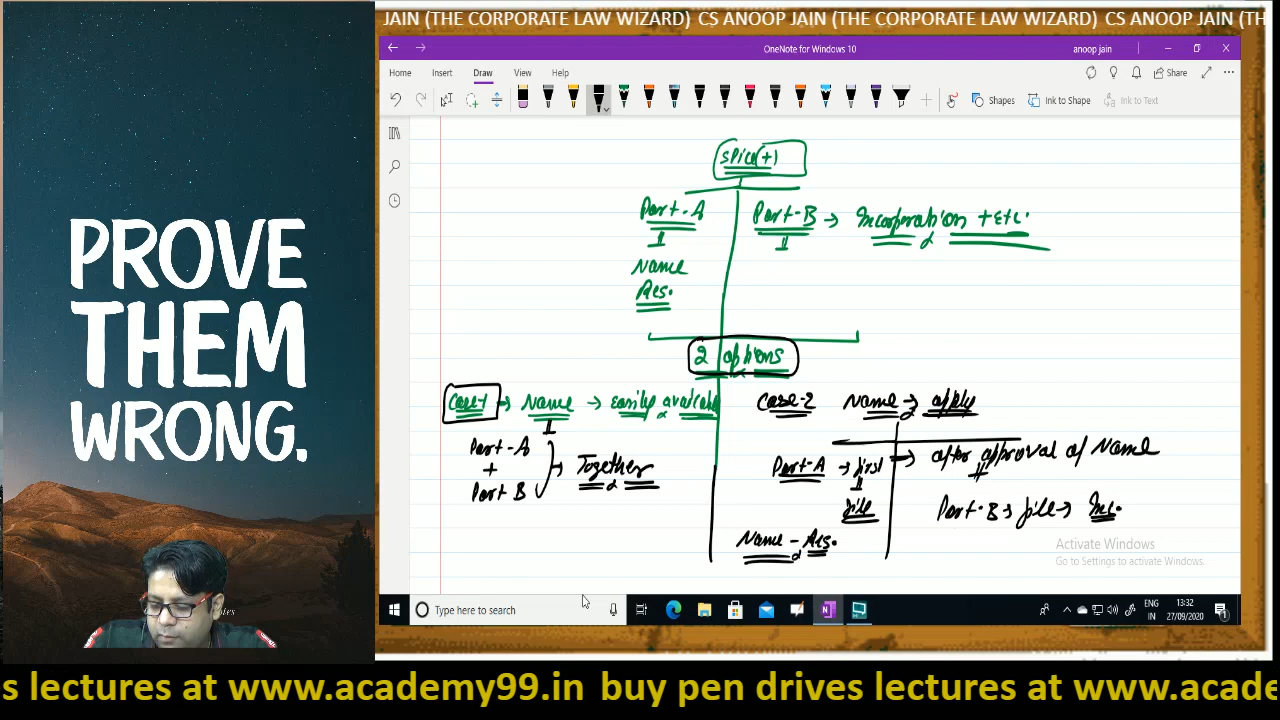 JAIN (THE CORPORATE LAW WIZARD) CS ANOOP JAIN (THE CORPORATE LAW WIZARD) CS ANOOP JAIN (TH
OneNote for Windows 10
anoop jain
Home Insert Draw View Help
Share
Shapes
Ink to Shape
Ink to Text
SPice(+)
Part-A
Part-B → Incorporation + Etc.
Name
Res.
2 options
Case-1 → Name → easily available
Part-A
+
Part B
Together
Case-2 Name → apply
Part-A → first → after approval of Name
file
Part-B → file → Inc.
Name - Res.
Activate Windows
Go to Settings to activate Windows.
Type here to search
ENG
IN
13:32
27/09/2020
PROVE
THEM
WRONG.
s lectures at www.academy99.in buy pen drives lectures at www.acade